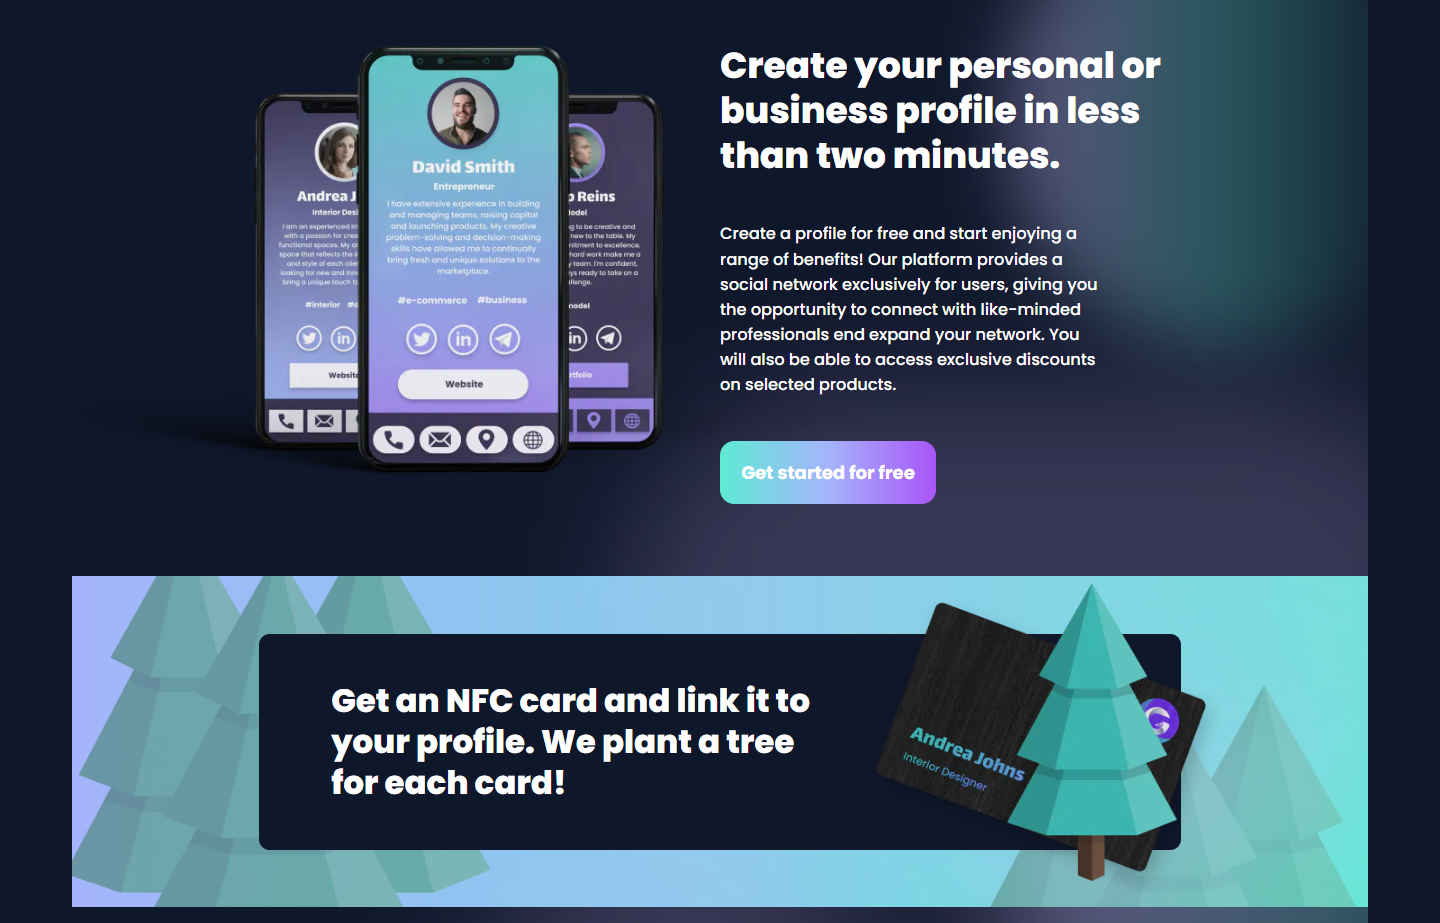 Create your personal or
business profile in less
than two minutes.
Create a profile for free and start enjoying a
range of benefits! Our platform provides a
social network exclusively for users, giving you
the opportunity to connect with like-minded
professionals end expand your network. You
will also be able to access exclusive discounts
on selected products.
Get started for free
David Smith
Entrepreneur
I have extensive experience in building
and managing teams, raising capital
and launching products. My creative
problem-solving and decision-making
skills have allowed me to continually
bring fresh and unique solutions to the
marketplace.
#e-commerce #business
Website
Andrea J
Interior Desi
I am an experienced in
with a passion for crea
functional spaces. My ai
space that reflects the i
and style of each clie
looking for new and inn
bring a unique touch to
#interior #d
Website
Reins
odel
g to be creative and
new to the table. My
mitment to excellence,
hard work make me a
y team. I'm confident,
ys ready to take on a
llenge.
model
rtfolio
Get an NFC card and link it to
your profile. We plant a tree
for each card!
Andrea Johns
Interior Designer